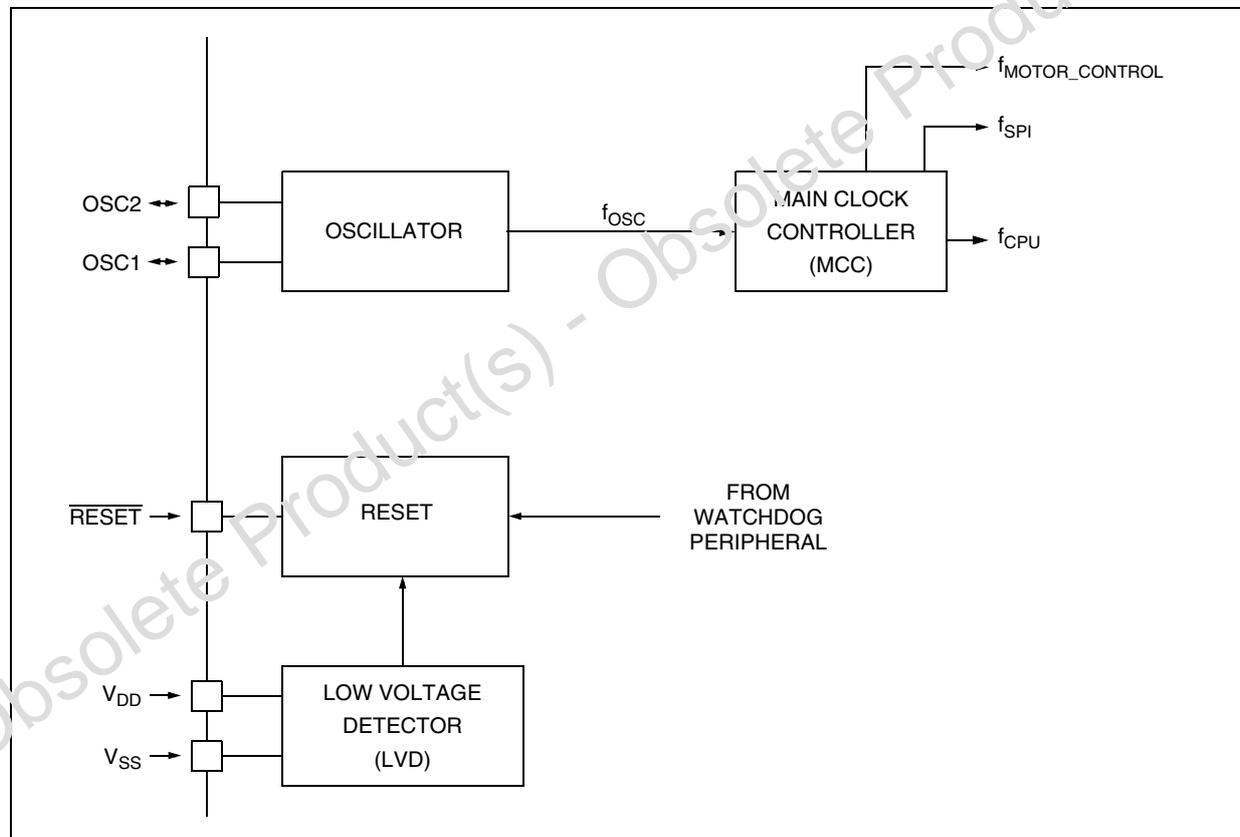 fMOTOR_CONTROL
fSPI
OSC2
OSC1
OSCILLATOR
fOSC
MAIN CLOCK
CONTROLLER
(MCC)
fCPU
RESET
RESET
FROM
WATCHDOG
PERIPHERAL
VDD
VSS
LOW VOLTAGE
DETECTOR
(LVD)
Obsolete Product(s) - Obsolete Produ